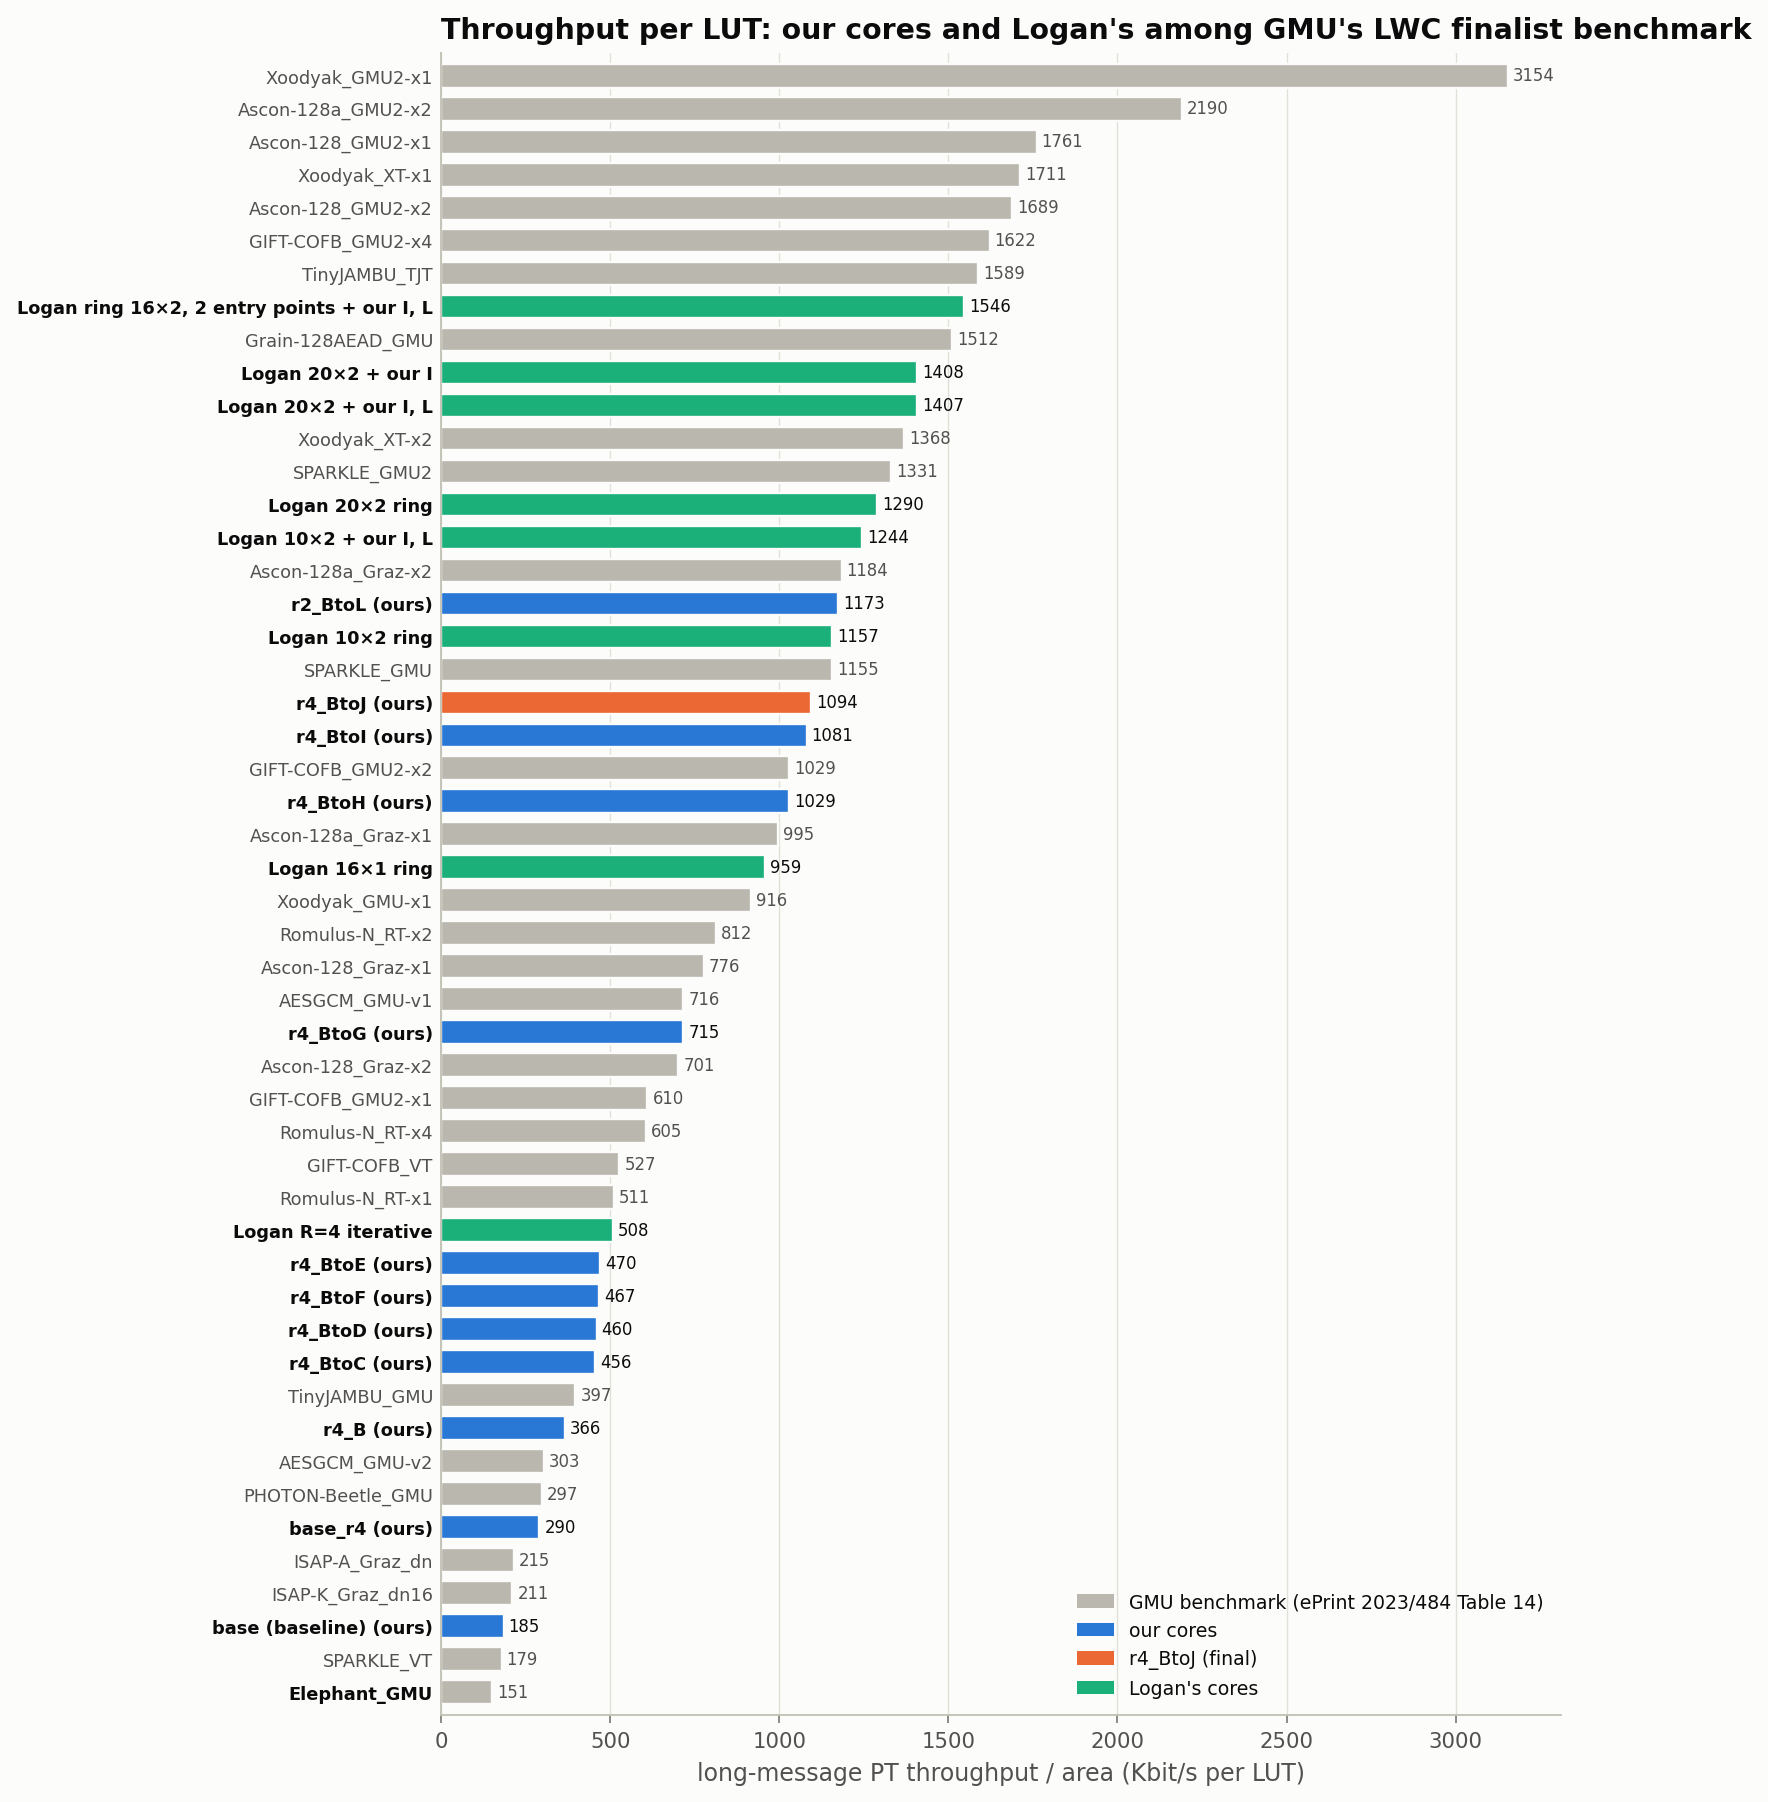 Throughput per LUT: our cores and Logan's among GMU's LWC finalist benchmark
Xoodyak_GMU2-x1 3154
Ascon-128a_GMU2-x2 2190
Ascon-128_GMU2-x1 1761
Xoodyak_XT-x1 1711
Ascon-128_GMU2-x2 1689
GIFT-COFB_GMU2-x4 1622
TinyJAMBU_TJT 1589
Logan ring 16×2, 2 entry points + our I, L 1546
Grain-128AEAD_GMU 1512
Logan 20×2 + our I 1408
Logan 20×2 + our I, L 1407
Xoodyak_XT-x2 1368
SPARKLE_GMU2 1331
Logan 20×2 ring 1290
Logan 10×2 + our I, L 1244
Ascon-128a_Graz-x2 1184
r2_BtoL (ours) 1173
Logan 10×2 ring 1157
SPARKLE_GMU 1155
r4_BtoJ (ours) 1094
r4_BtoI (ours) 1081
GIFT-COFB_GMU2-x2 1029
r4_BtoH (ours) 1029
Ascon-128a_Graz-x1 995
Logan 16×1 ring 959
Xoodyak_GMU-x1 916
Romulus-N_RT-x2 812
Ascon-128_Graz-x1 776
AESGCM_GMU-v1 716
r4_BtoG (ours) 715
Ascon-128_Graz-x2 701
GIFT-COFB_GMU2-x1 610
Romulus-N_RT-x4 605
GIFT-COFB_VT 527
Romulus-N_RT-x1 511
Logan R=4 iterative 508
r4_BtoE (ours) 470
r4_BtoF (ours) 467
r4_BtoD (ours) 460
r4_BtoC (ours) 456
TinyJAMBU_GMU 397
r4_B (ours) 366
AESGCM_GMU-v2 303
PHOTON-Beetle_GMU 297
base_r4 (ours) 290
ISAP-A_Graz_dn 215
ISAP-K_Graz_dn16 211
base (baseline) (ours) 185
SPARKLE_VT 179
Elephant_GMU 151
GMU benchmark (ePrint 2023/484 Table 14)
our cores
r4_BtoJ (final)
Logan's cores
0 500 1000 1500 2000 2500 3000
long-message PT throughput / area (Kbit/s per LUT)